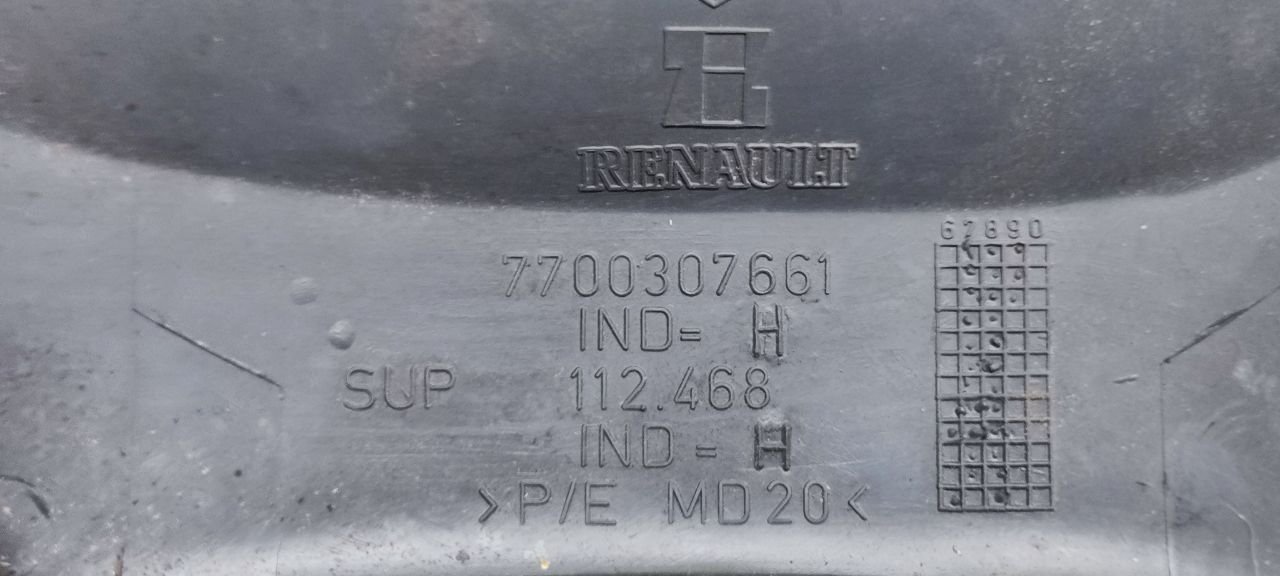 RENAULT
67890
7700307661
IND= H
SUP 112.468
IND= H
>P/E MD20<